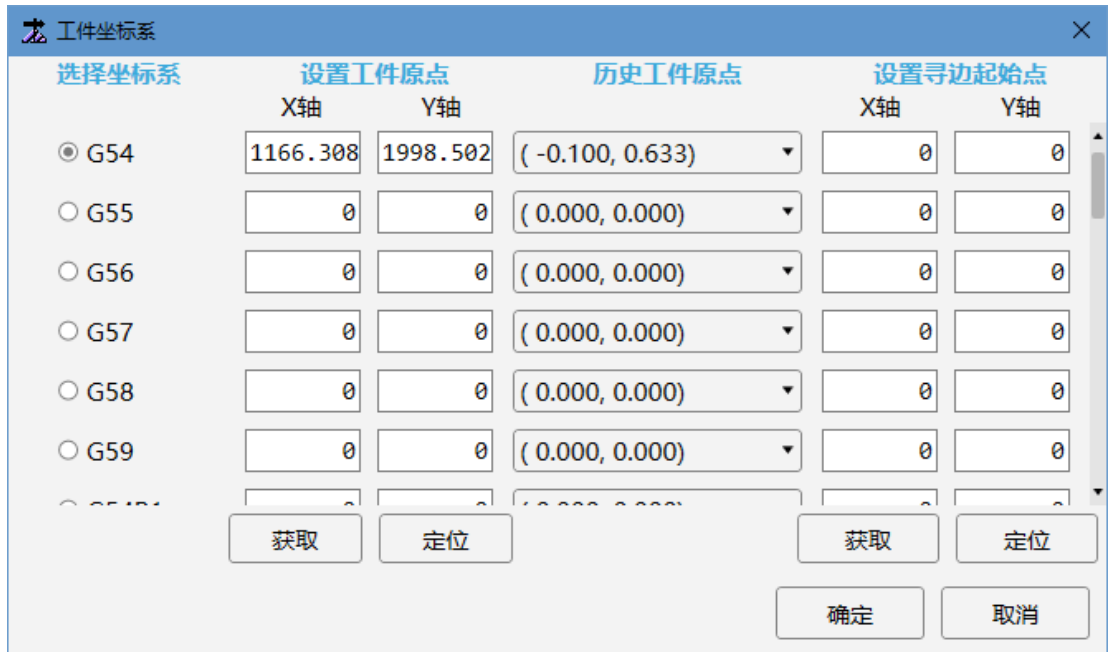 工件坐标系
选择坐标系 设置工件原点 历史工件原点 设置寻边起始点
X轴 Y轴 X轴 Y轴
G54 1166.308 1998.502 ( -0.100, 0.633) 0 0
G55 0 0 ( 0.000, 0.000) 0 0
G56 0 0 ( 0.000, 0.000) 0 0
G57 0 0 ( 0.000, 0.000) 0 0
G58 0 0 ( 0.000, 0.000) 0 0
G59 0 0 ( 0.000, 0.000) 0 0
获取 定位 获取 定位
确定 取消